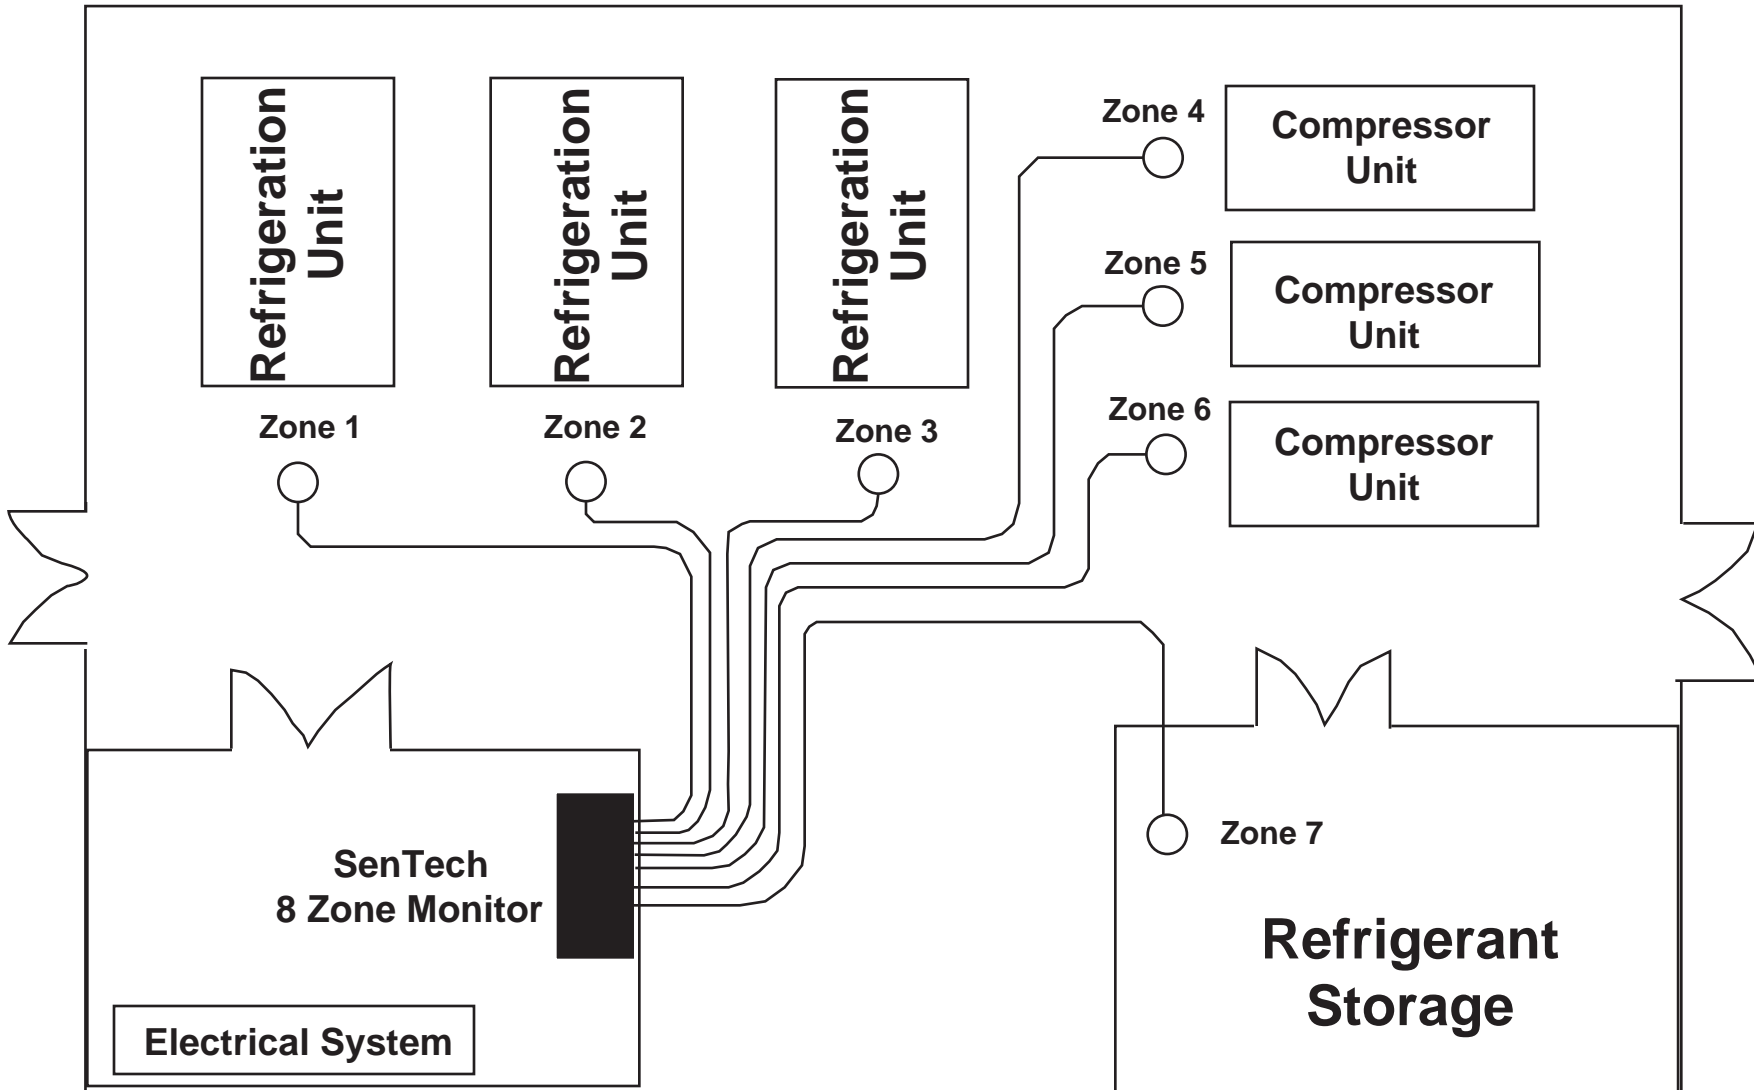 Refrigeration
Unit
Refrigeration
Unit
Refrigeration
Unit
Zone 4
Compressor
Unit
Zone 5
Compressor
Unit
Zone 6
Compressor
Unit
Zone 1
Zone 2
Zone 3
SenTech
8 Zone Monitor
Electrical System
Zone 7
Refrigerant
Storage